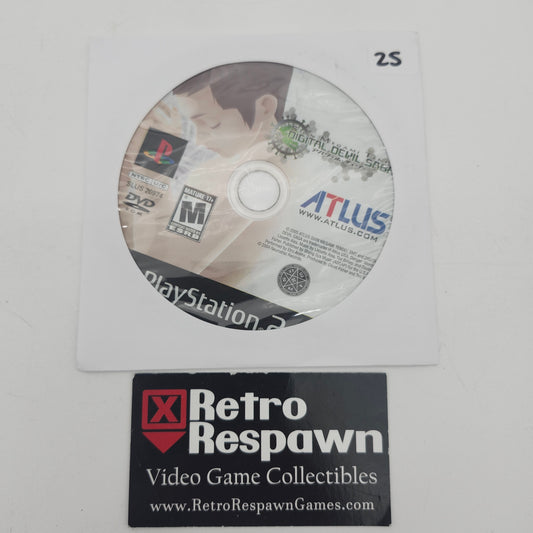 25
DIGITAL DEVIL SAGA
NTSC U/C
SLUS 20974
DVD
ROM
MATURE 17+
M
ESRB
ATLUS
WWW.ATLUS.COM
PlayStation 2
X Retro
Respawn
Video Game Collectibles
www.RetroRespawnGames.com